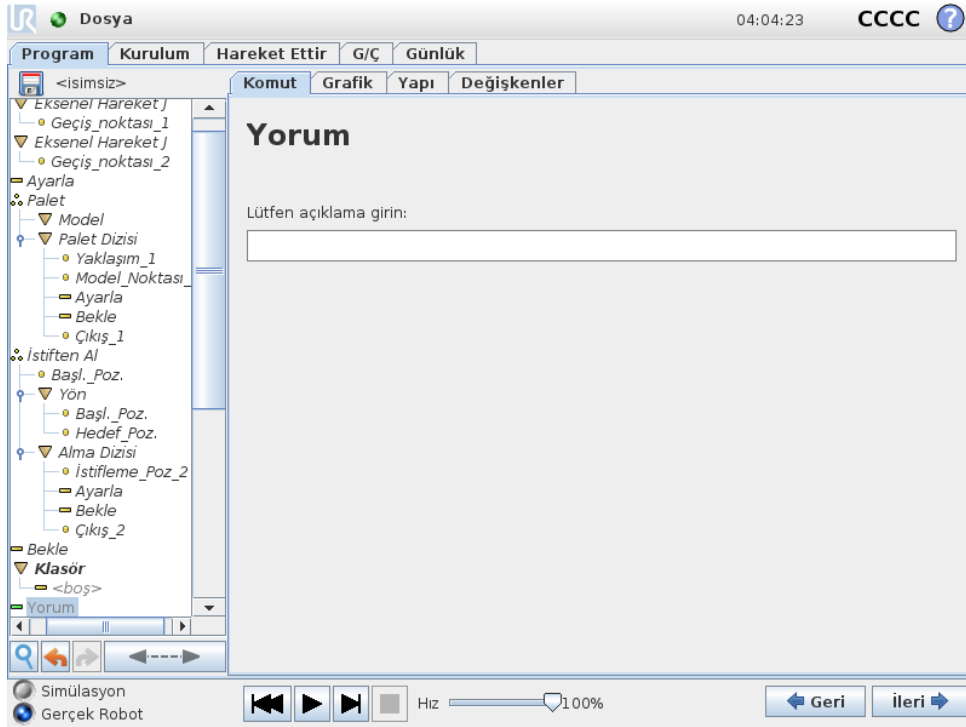 UR Dosya 04:04:23 CCCC ?
Program Kurulum Hareket Ettir G/Ç Günlük
<isimsiz>
Komut Grafik Yapı Değişkenler
Eksenel Hareket J
Geçiş_noktası_1
Eksenel Hareket J
Geçiş_noktası_2
Ayarla
Palet
Model
Palet Dizisi
Yaklaşım_1
Model_Noktası_
Ayarla
Bekle
Çıkış_1
İstiften Al
Başl._Poz.
Yön
Başl._Poz.
Hedef_Poz.
Alma Dizisi
İstifleme_Poz_2
Ayarla
Bekle
Çıkış_2
Bekle
Klasör
<boş>
Yorum
Yorum
Lütfen açıklama girin:
Simülasyon
Gerçek Robot
Hız 100%
Geri İleri